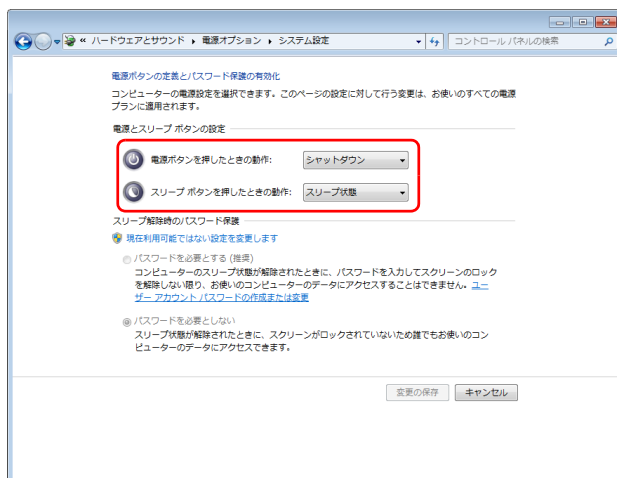 « ハードウェアとサウンド ▸ 電源オプション ▸ システム設定
コントロール パネルの検索
電源ボタンの定義とパスワード保護の有効化
コンピューターの電源設定を選択できます。このページの設定に対して行う変更は、お使いのすべての電源
プランに適用されます。
電源とスリープ ボタンの設定
電源ボタンを押したときの動作: シャットダウン
スリープ ボタンを押したときの動作: スリープ状態
スリープ解除時のパスワード保護
現在利用可能ではない設定を変更します
パスワードを必要とする (推奨)
コンピューターのスリープ状態が解除されたときに、パスワードを入力してスクリーンのロック
を解除しない限り、お使いのコンピューターのデータにアクセスすることはできません。ユー
ザー アカウント パスワードの作成または変更
パスワードを必要としない
スリープ状態が解除されたときに、スクリーンがロックされていないため誰でもお使いのコン
ピューターのデータにアクセスできます。
変更の保存 キャンセル